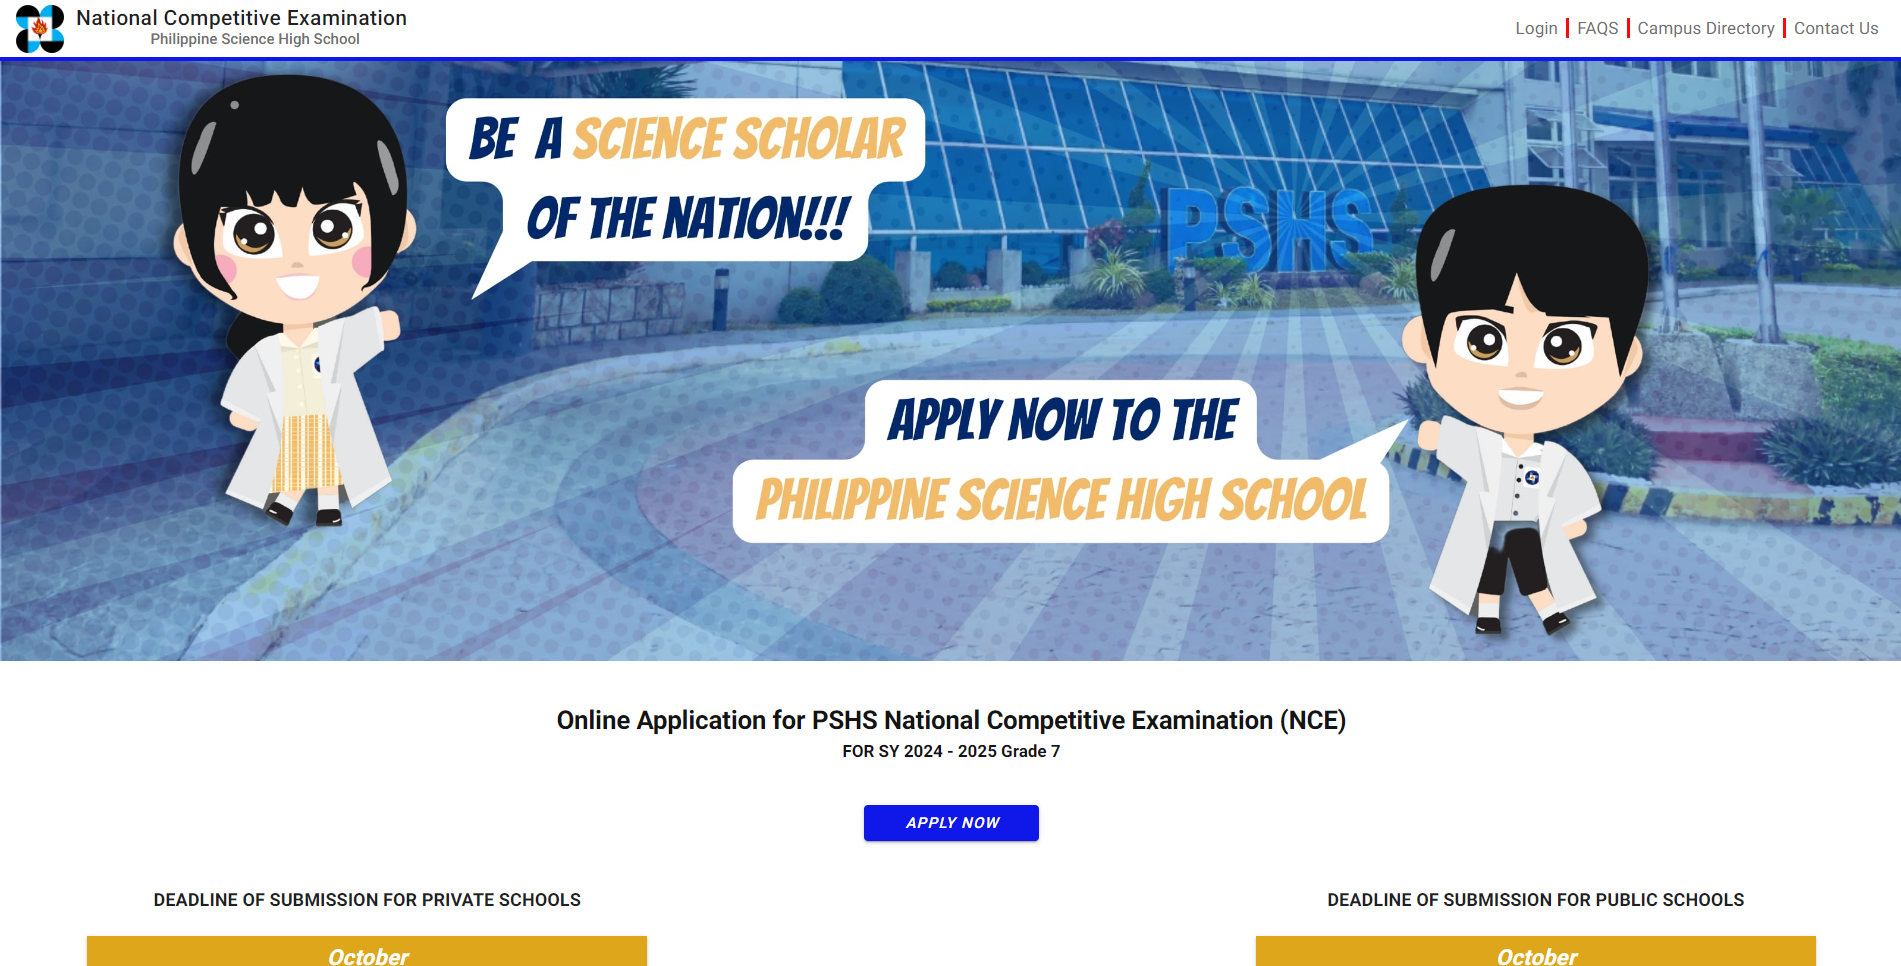 National Competitive Examination
Philippine Science High School
Login
FAQS
Campus Directory
Contact Us
BE A SCIENCE SCHOLAR
OF THE NATION!!!
PSHS
APPLY NOW TO THE
PHILIPPINE SCIENCE HIGH SCHOOL
Online Application for PSHS National Competitive Examination (NCE)
FOR SY 2024 - 2025 Grade 7
APPLY NOW
DEADLINE OF SUBMISSION FOR PRIVATE SCHOOLS
October
DEADLINE OF SUBMISSION FOR PUBLIC SCHOOLS
October